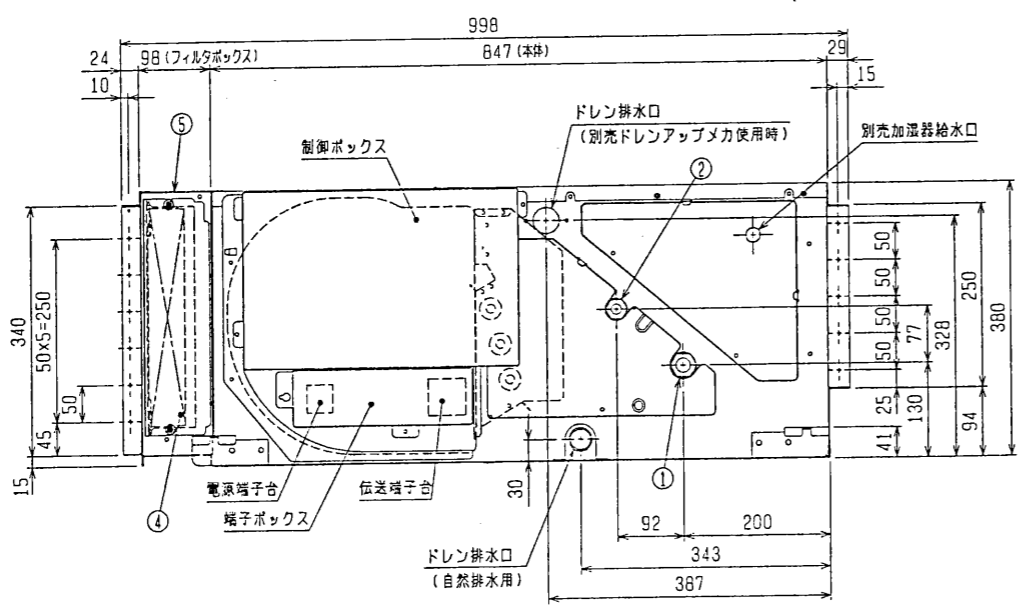 998
24
98(フィルタボックス)
847(本体)
29
10
15
⑤
制御ボックス
ドレン排水口
(別売ドレンアップメカ使用時)
②
別売加湿器給水口
340
50×5=250
50
45
15
50
50
50
50
25
77
130
328
250
94
41
380
電源端子台
伝送端子台
端子ボックス
④
30
①
92
200
343
387
ドレン排水口
(自然排水用)